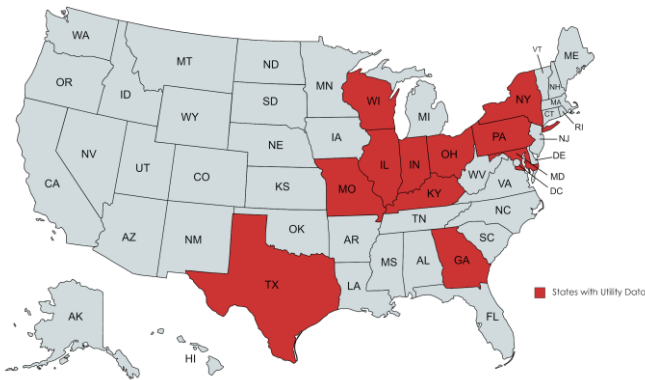 WA
MT
ND
MN
ME
VT
NH
MA
CT
RI
OR
ID
SD
WI
MI
NY
WY
IA
PA
NJ
NE
NV
UT
CO
IL
IN
OH
DE
MD
DC
WV
VA
CA
KS
MO
KY
NC
TN
AZ
NM
OK
AR
SC
MS
AL
GA
TX
LA
FL
States with Utility Data
AK
HI